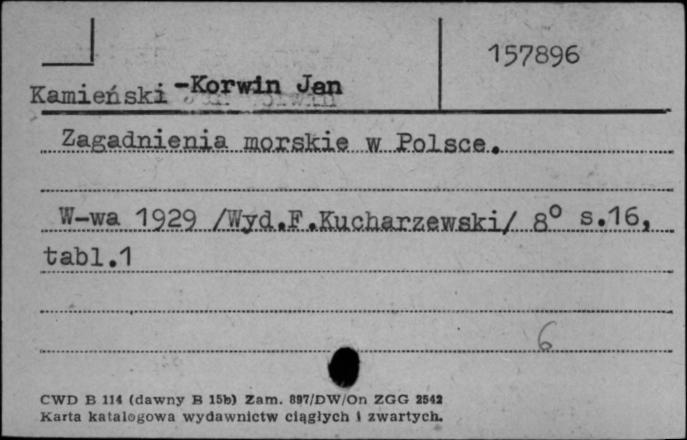 157896
Kamieński-Korwin Jan
Zagadnienia morskie w Polsce.
W-wa 1929 /Wyd.F.Kucharzewski/ 8° s.16,
tabl.1
6
CWD B 114 (dawny B 15b) Zam. 897/DW/On ZGG 2542
Karta katalogowa wydawnictw ciągłych i zwartych.